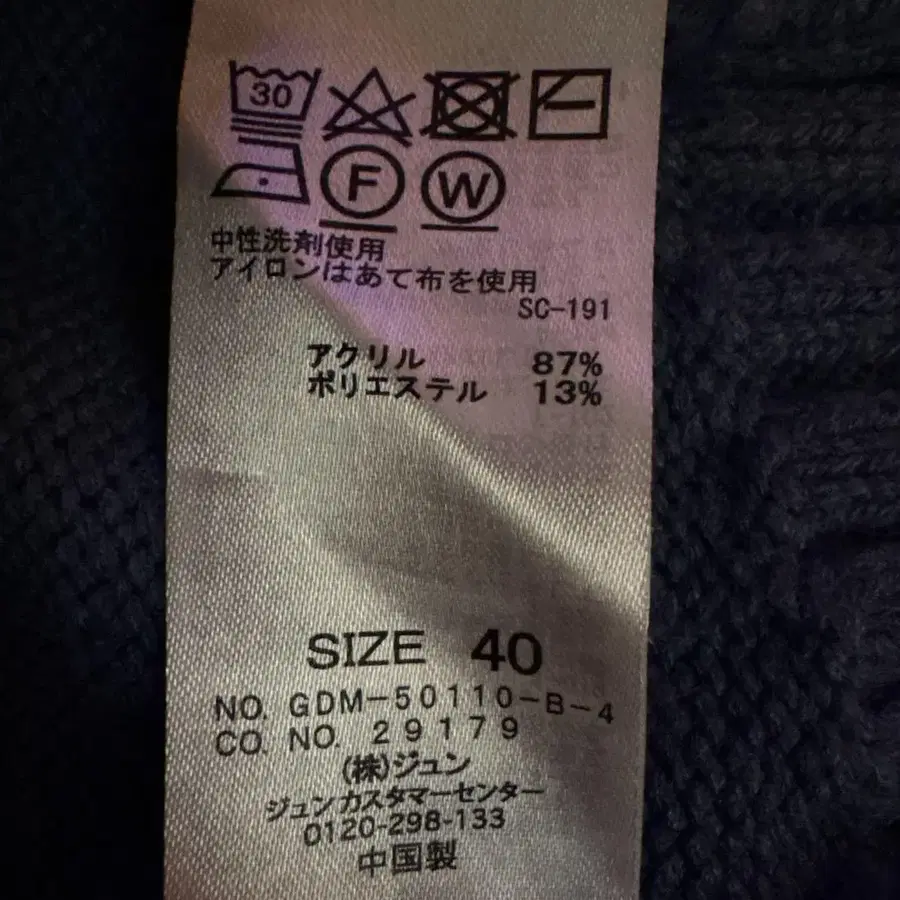 30
F W
中性洗剤使用
アイロンはあて布を使用
SC-191
アクリル 87%
ポリエステル 13%
SIZE 40
NO. GDM-50110-B-4
CO. NO. 29179
(株)ジュン
ジュンカスタマーセンター
0120-298-133
中国製